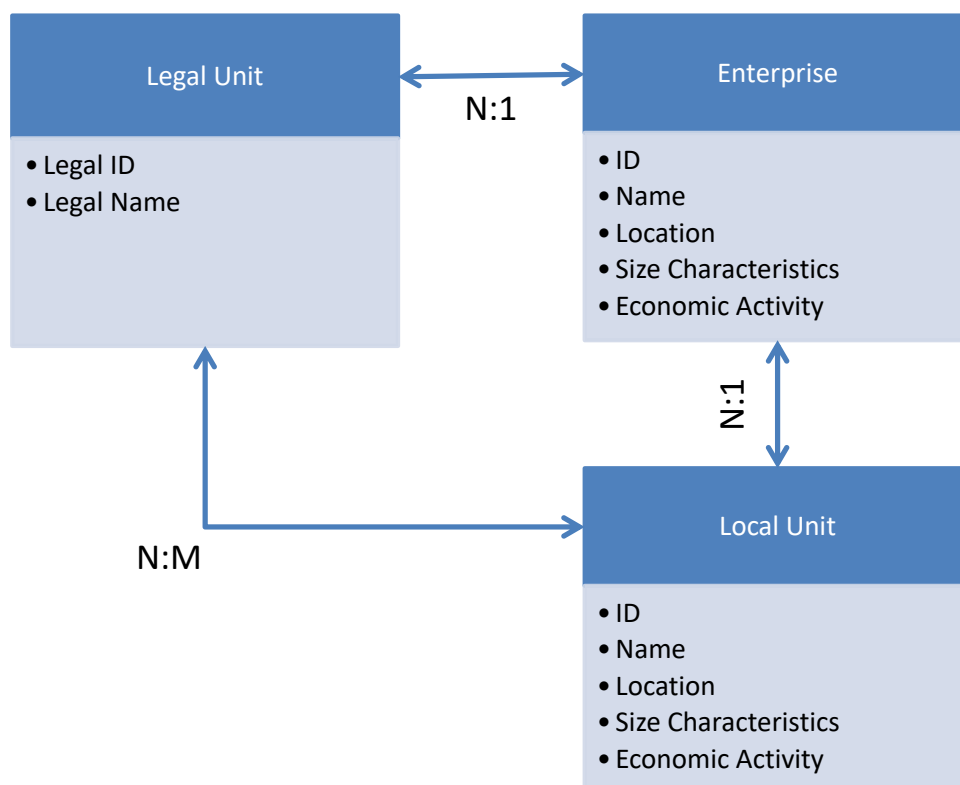 Legal Unit
• Legal ID
• Legal Name
N:1
Enterprise
• ID
• Name
• Location
• Size Characteristics
• Economic Activity
N:1
N:M
Local Unit
• ID
• Name
• Location
• Size Characteristics
• Economic Activity